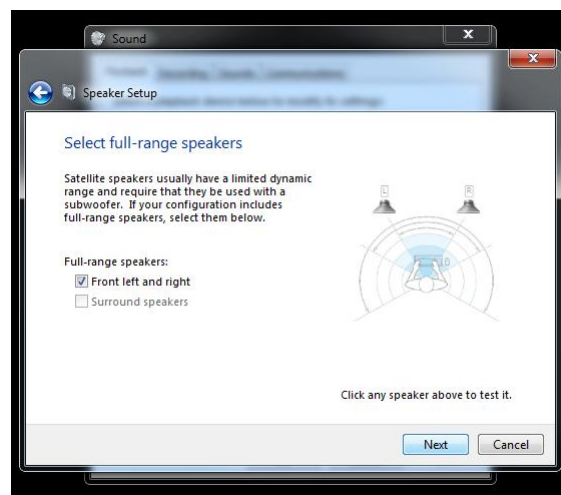 Sound
Speaker Setup
Select full-range speakers
Satellite speakers usually have a limited dynamic
range and require that they be used with a
subwoofer. If your configuration includes
full-range speakers, select them below.
L R
Full-range speakers:
Front left and right
Surround speakers
Click any speaker above to test it.
Next Cancel